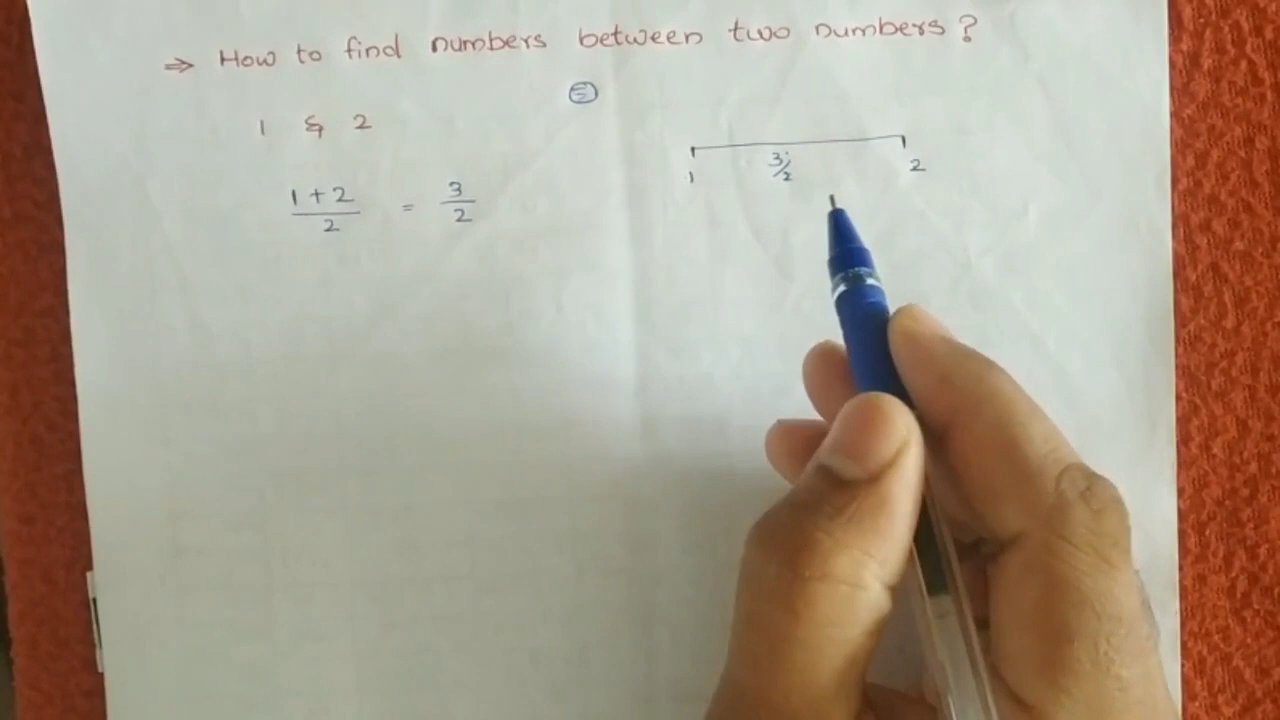 ⇒ How to find numbers between two numbers?
1 & 2
(1+2)/2 = 3/2
1 3/2 2